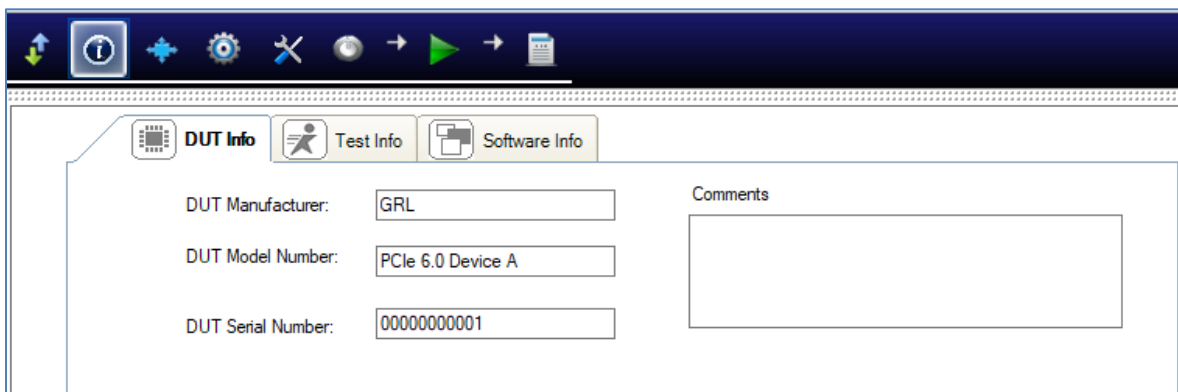 DUT Info Test Info Software Info
DUT Manufacturer: GRL
Comments
DUT Model Number: PCIe 6.0 Device A
DUT Serial Number: 00000000001